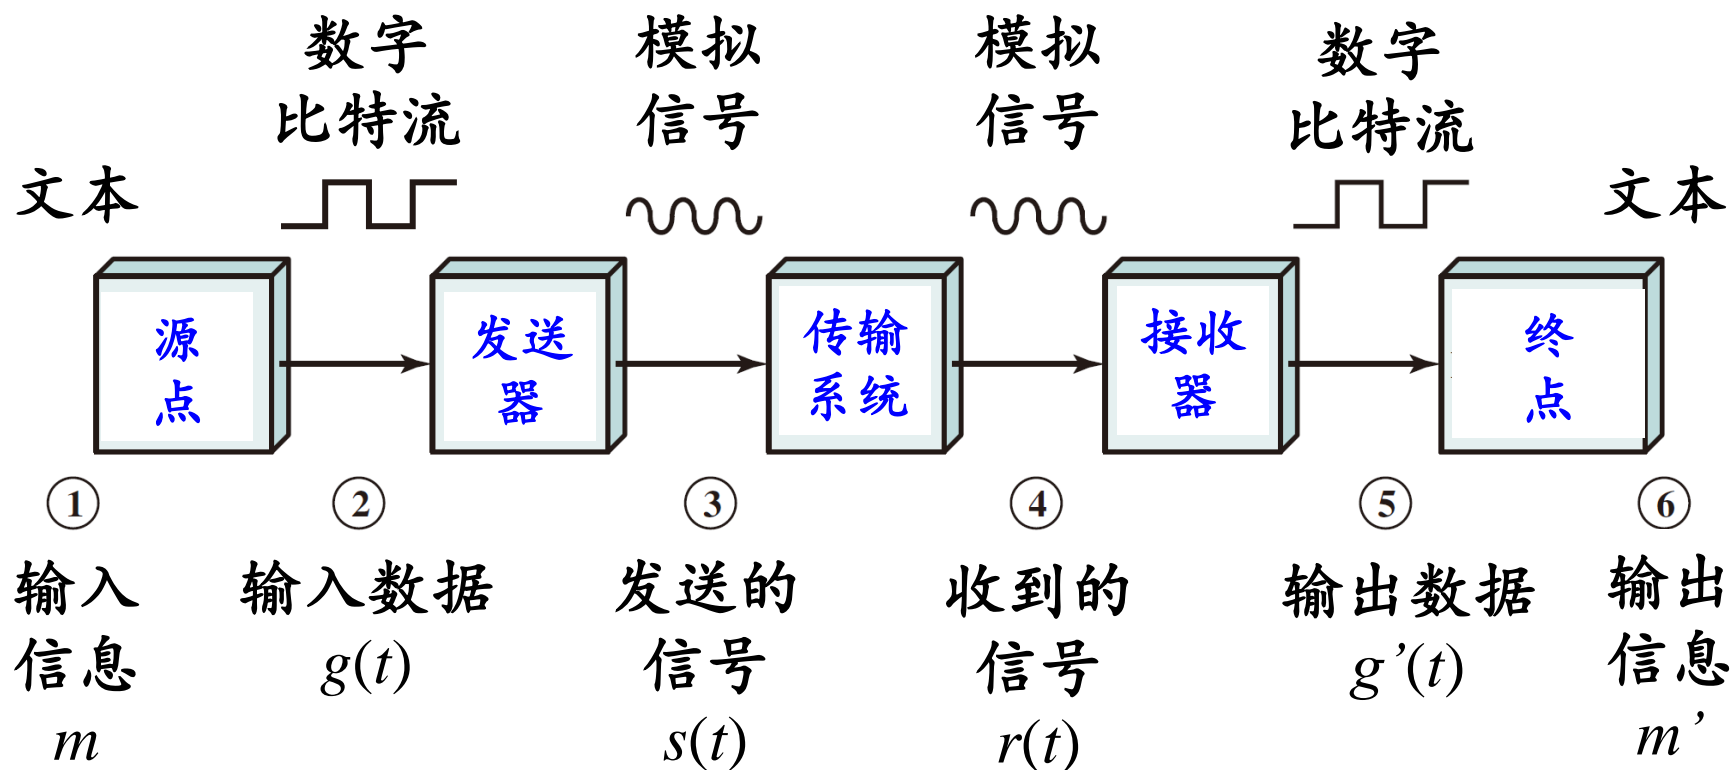 文本
数字
比特流
模拟
信号
模拟
信号
数字
比特流
文本
源
点
发送
器
传输
系统
接收
器
终
点
1
2
3
4
5
6
输入
信息
m
输入数据
g(t)
发送的
信号
s(t)
收到的
信号
r(t)
输出数据
g’(t)
输出
信息
m’